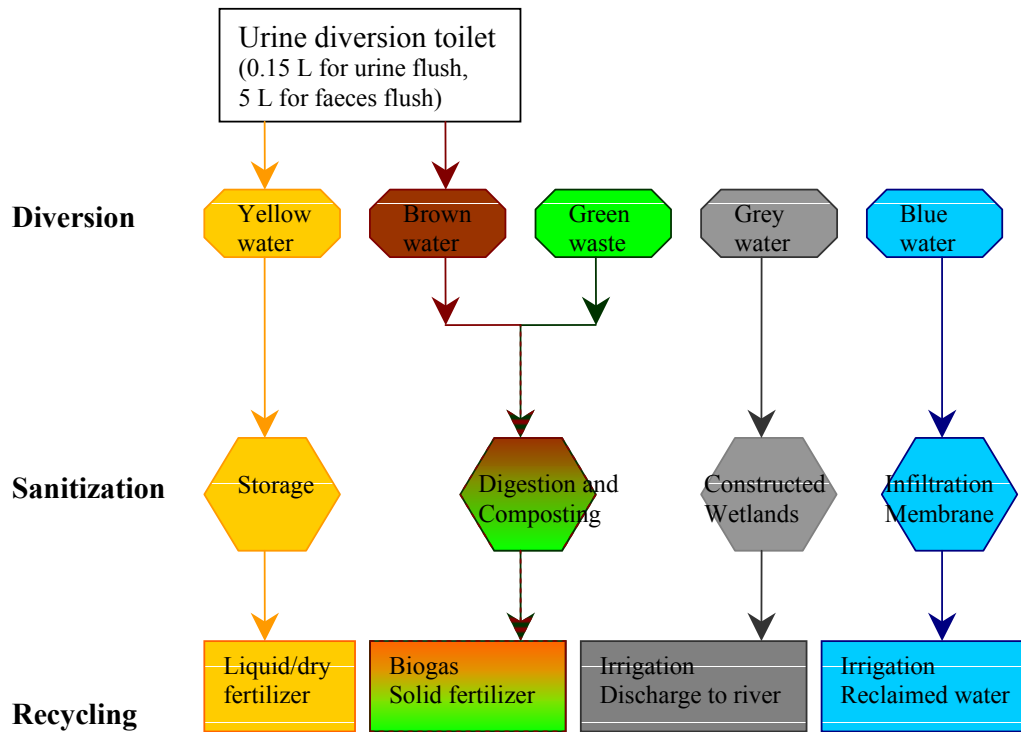 Urine diversion toilet
(0.15 L for urine flush,
5 L for faeces flush)
Diversion
Yellow
water
Brown
water
Green
waste
Grey
water
Blue
water
Sanitization
Storage
Digestion and
Composting
Constructed
Wetlands
Infiltration
Membrane
Recycling
Liquid/dry
fertilizer
Biogas
Solid fertilizer
Irrigation
Discharge to river
Irrigation
Reclaimed water